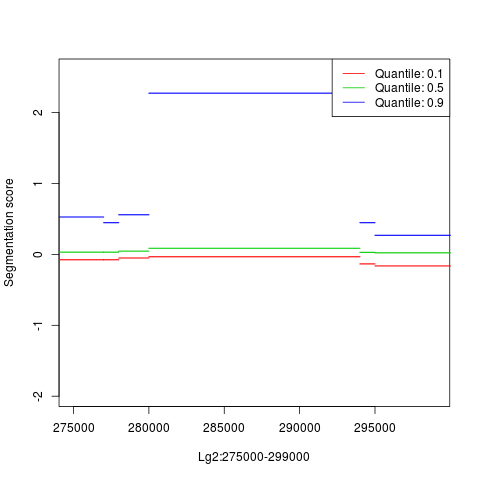 Quantile: 0.1
Quantile: 0.5
Quantile: 0.9
Segmentation score
2
1
0
-1
-2
275000 280000 285000 290000 295000
Lg2:275000-299000